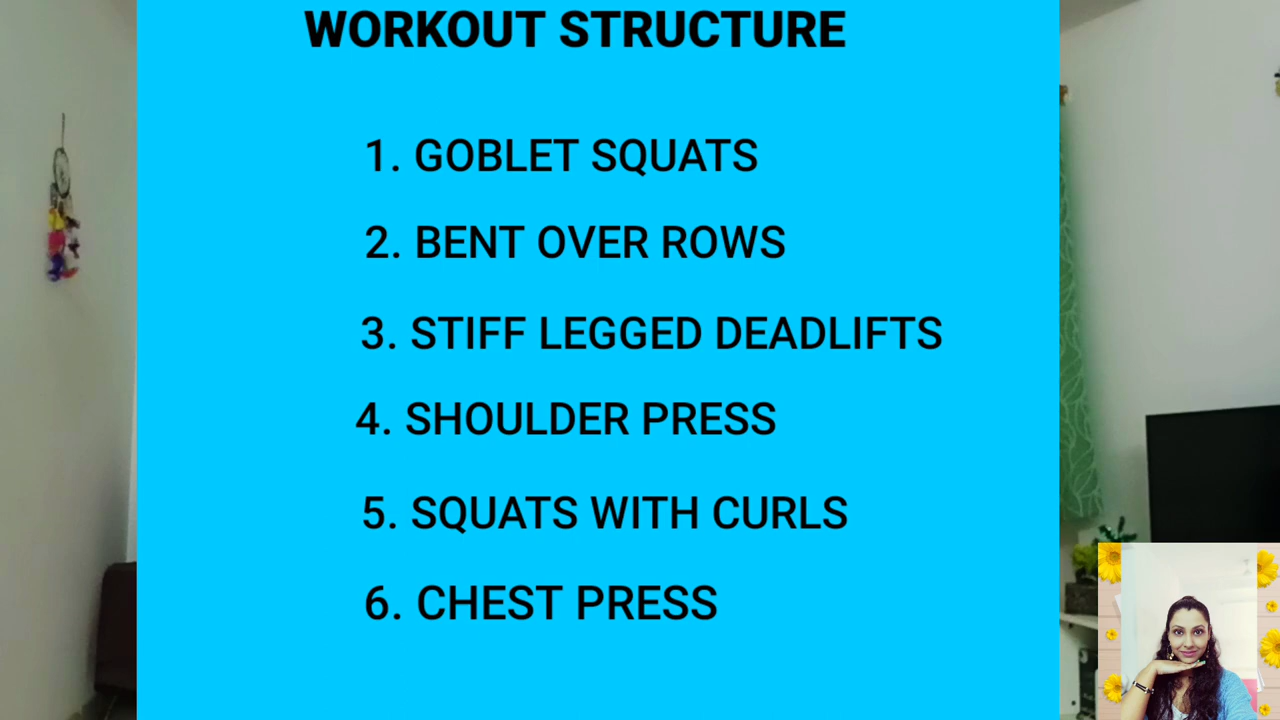 WORKOUT STRUCTURE
1. GOBLET SQUATS
2. BENT OVER ROWS
3. STIFF LEGGED DEADLIFTS
4. SHOULDER PRESS
5. SQUATS WITH CURLS
6. CHEST PRESS